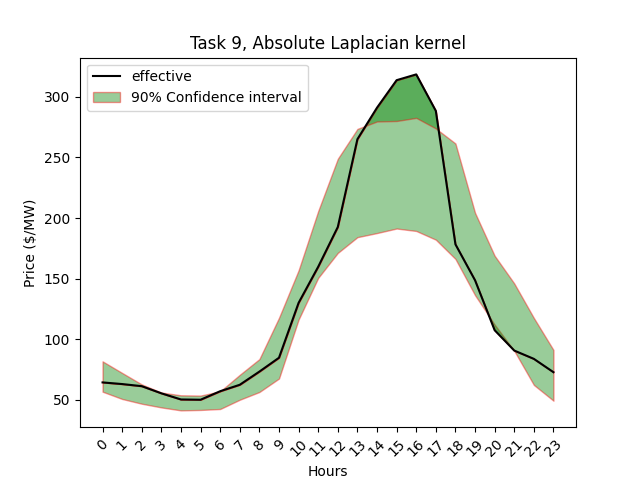 Task 9, Absolute Laplacian kernel
effective
90% Confidence interval
Price ($/MW)
300
250
200
150
100
50
0 1 2 3 4 5 6 7 8 9 10 11 12 13 14 15 16 17 18 19 20 21 22 23
Hours